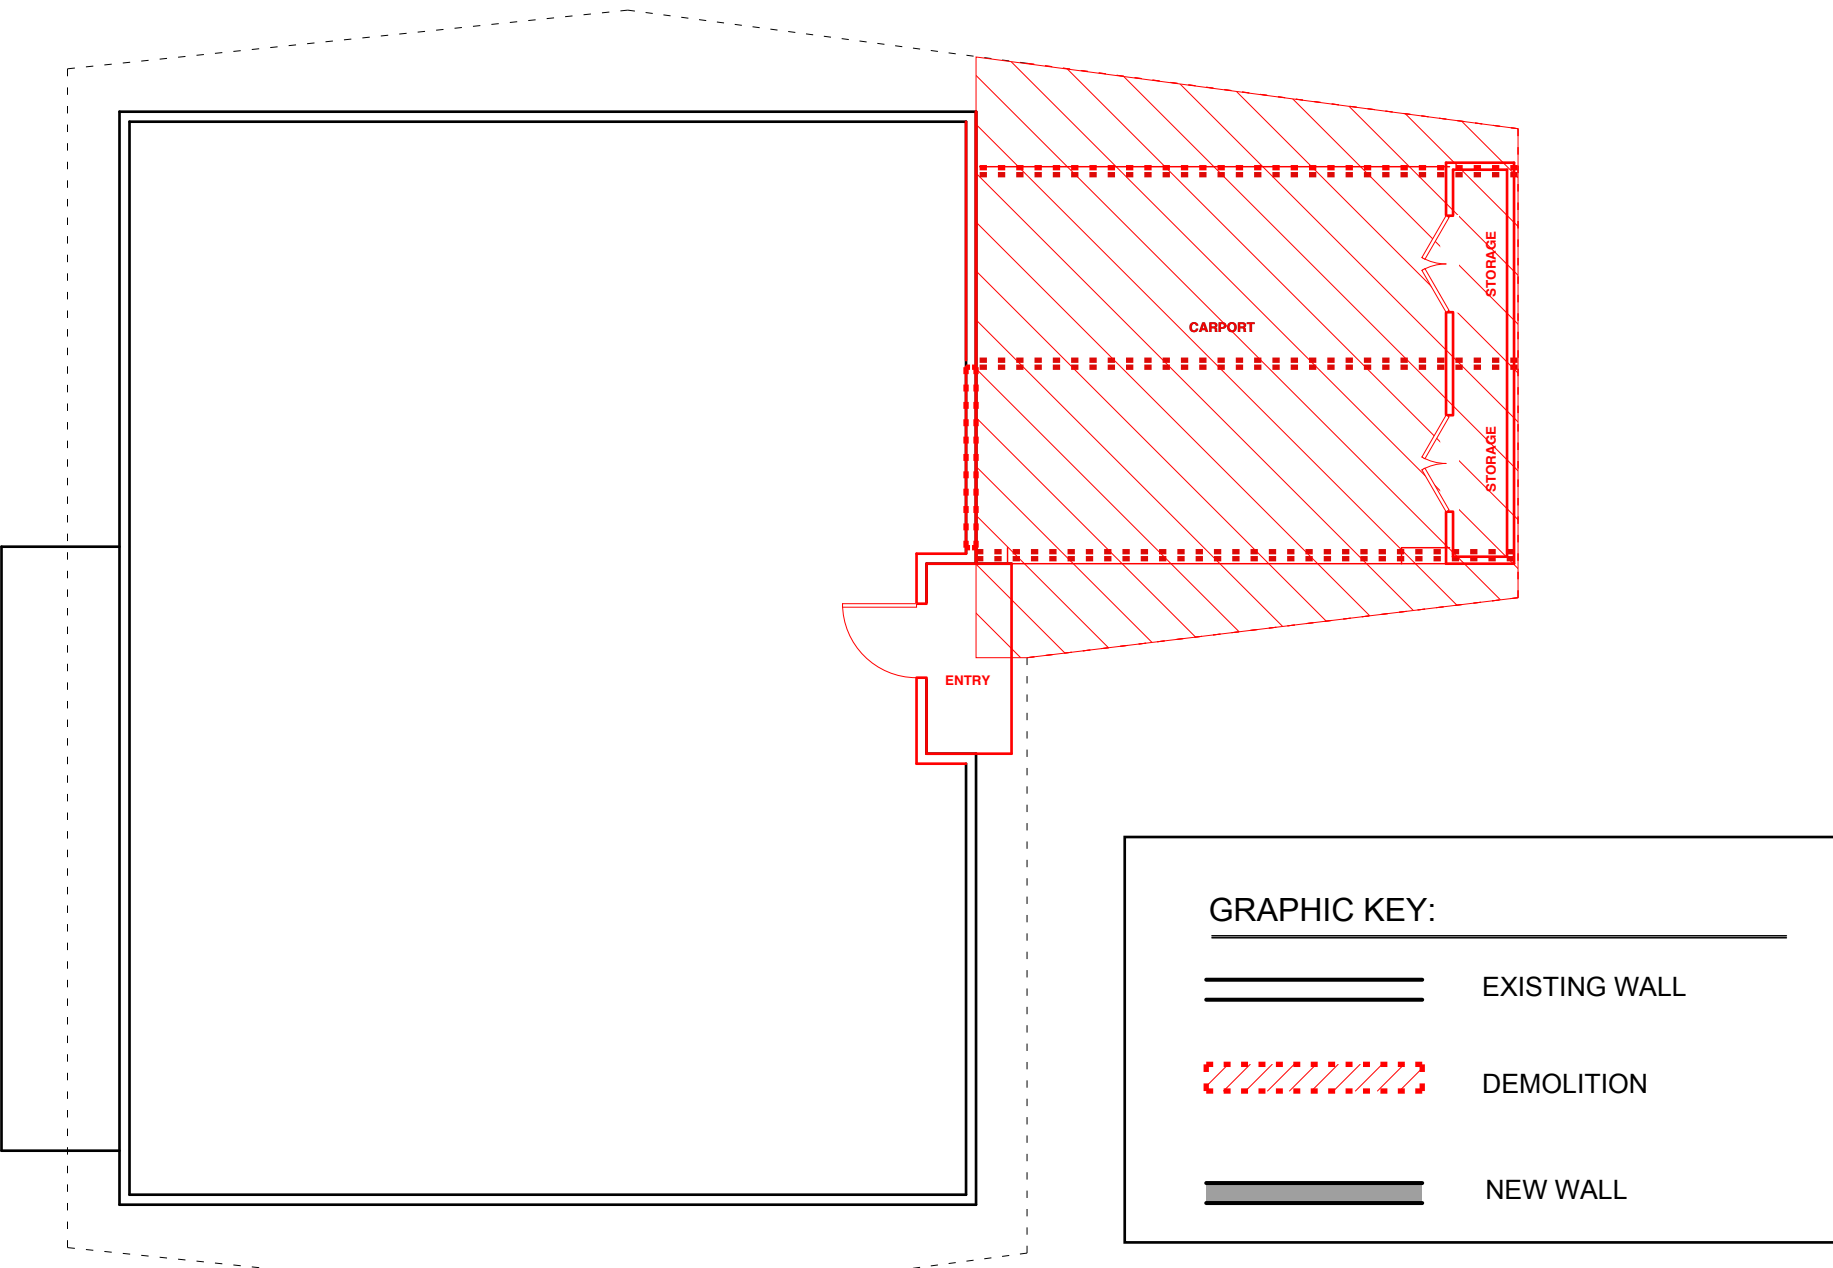 STORAGE
CARPORT
STORAGE
ENTRY
GRAPHIC KEY:
EXISTING WALL
DEMOLITION
NEW WALL